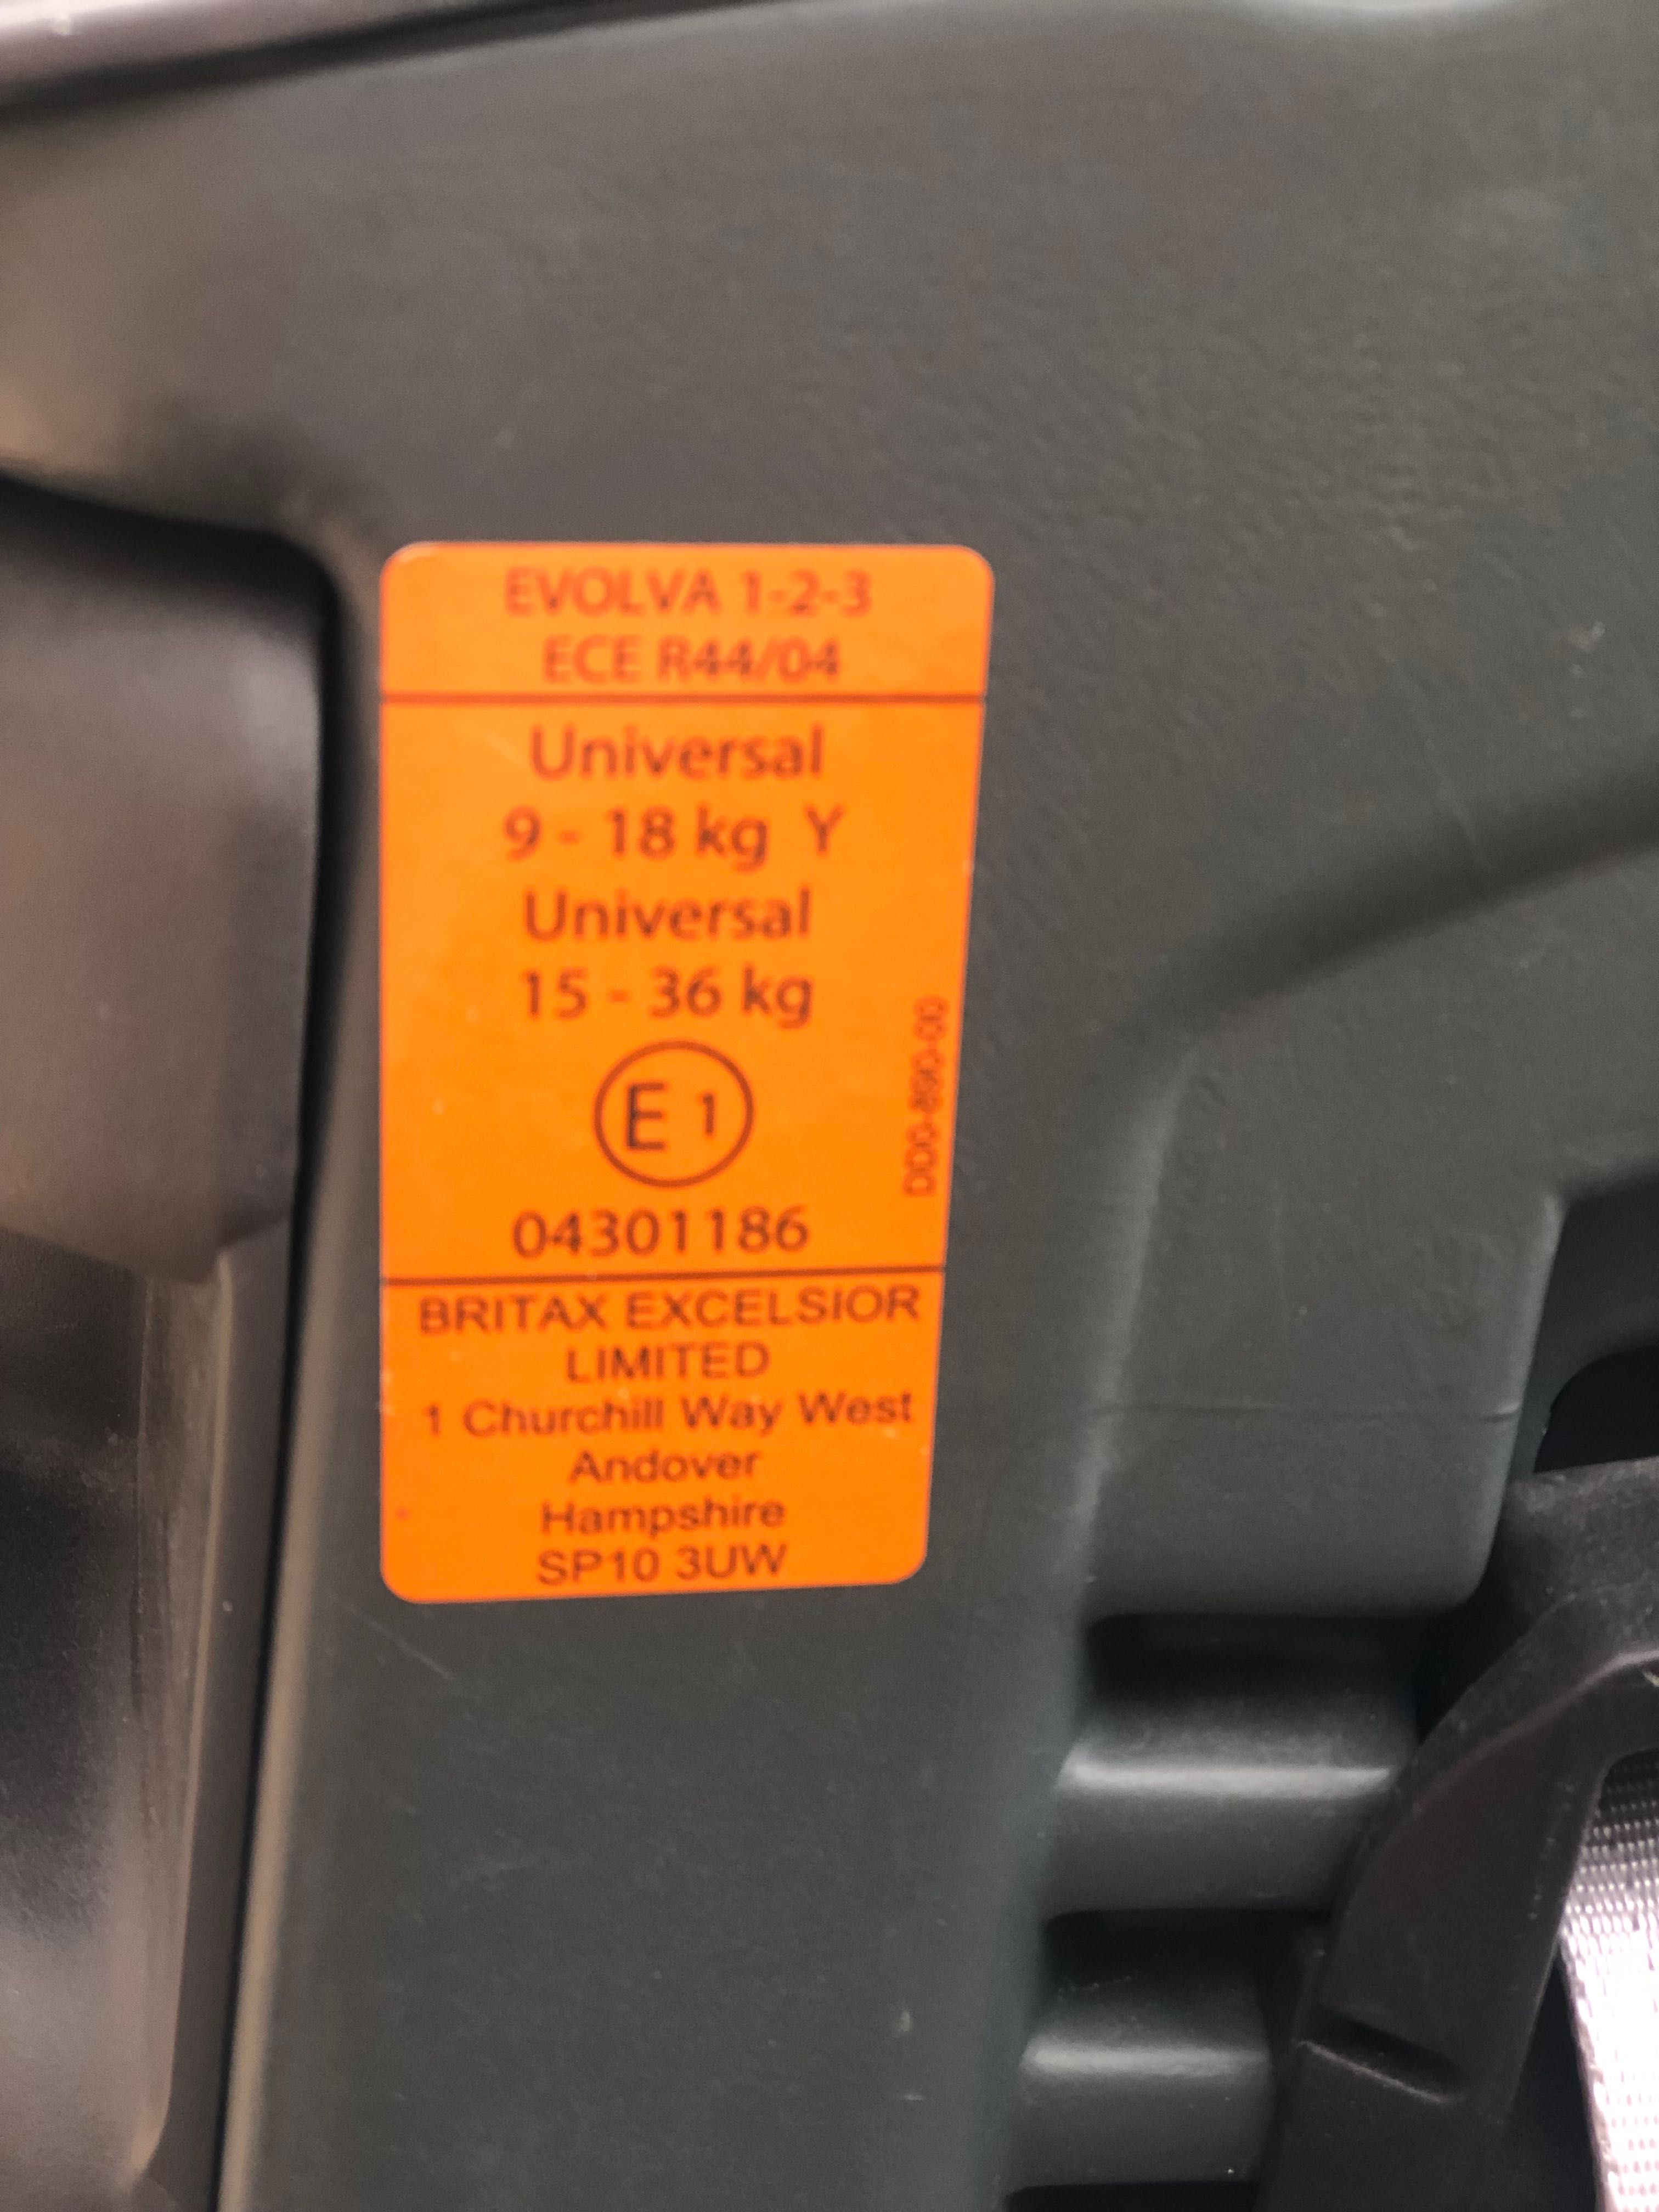 EVOLVA 1-2-3
ECE R44/04
Universal
9 - 18 kg Y
Universal
15 - 36 kg
E 1
04301186
BRITAX EXCELSIOR
LIMITED
1 Churchill Way West
Andover
Hampshire
SP10 3UW